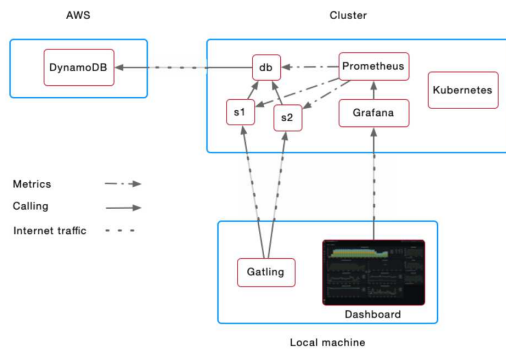 AWS
Cluster
DynamoDB
db
Prometheus
Kubernetes
s1
s2
Grafana
Metrics
Calling
Internet traffic
Gatling
Dashboard
Local machine